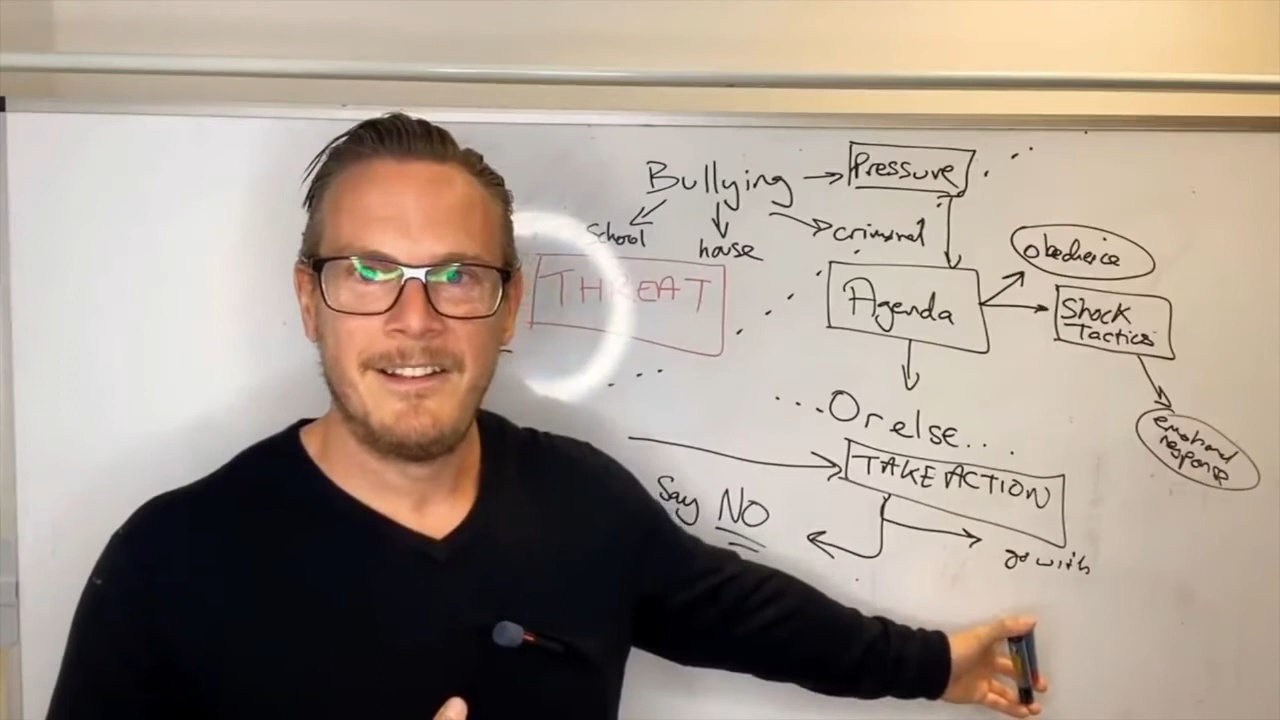 Pressure
Bullying
School
house
criminal
obedieice
THREAT
Agenda
Shock
Tactics
...Or else...
emotional
response
TAKE ACTION
Say NO
go with